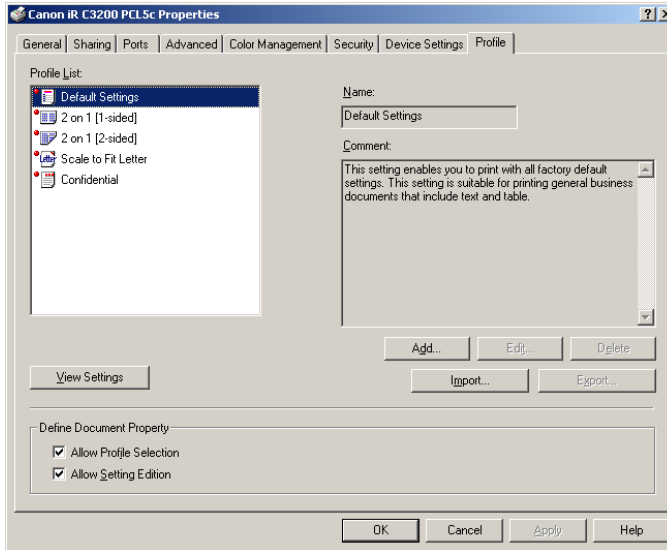 Canon iR C3200 PCL5c Properties
General Sharing Ports Advanced Color Management Security Device Settings Profile
Profile List:
Default Settings
2 on 1 [1-sided]
2 on 1 [2-sided]
Letter Scale to Fit Letter
Confidential
Name:
Default Settings
Comment:
This setting enables you to print with all factory default
settings. This setting is suitable for printing general business
documents that include text and table.
Add... Edit... Delete
View Settings
Import... Export...
Define Document Property
Allow Profile Selection
Allow Setting Edition
OK Cancel Apply Help